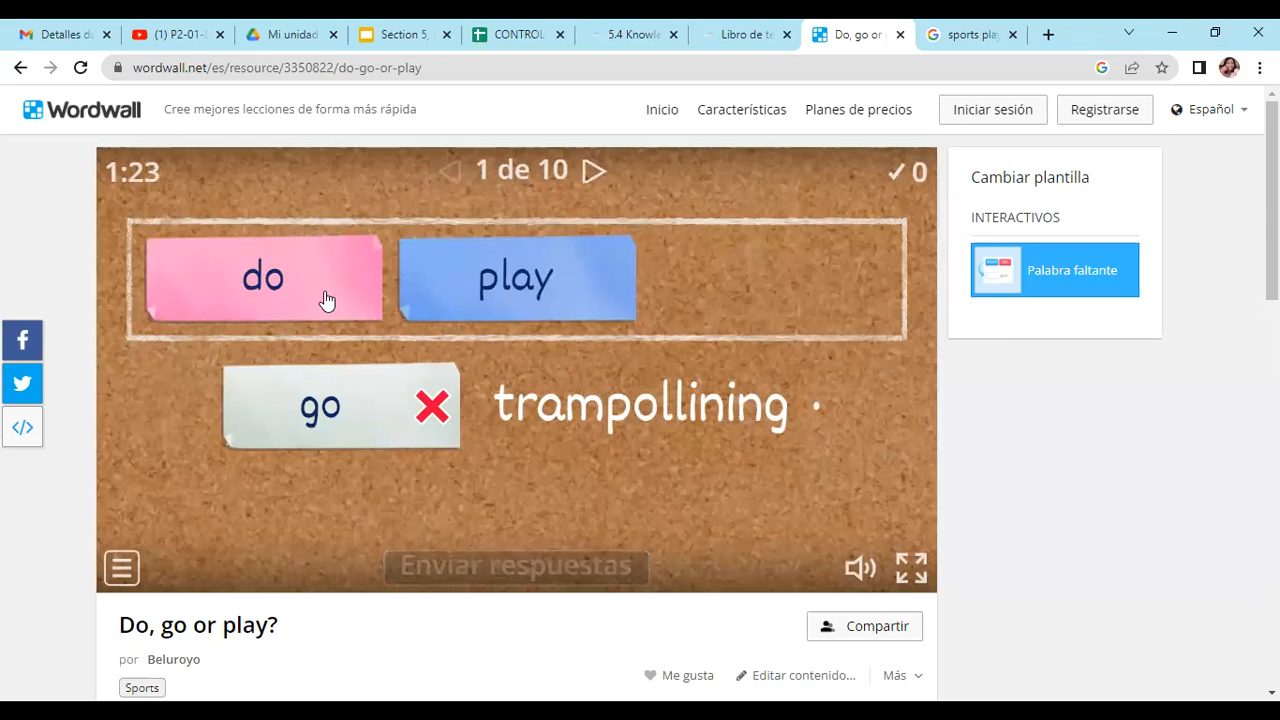 Detalles de
(1) P2-01-
Mi unidad
Section 5,
CONTROL
5.4 Knowle
Libro de te
Do, go or
sports pla
wordwall.net/es/resource/3350822/do-go-or-play
Wordwall
Cree mejores lecciones de forma más rápida
Inicio
Características
Planes de precios
Iniciar sesión
Registrarse
Español
1:23
1 de 10
0
Cambiar plantilla
INTERACTIVOS
Palabra faltante
do
play
go
trampollining .
Enviar respuestas
Do, go or play?
Compartir
por Beluroyo
Me gusta
Editar contenido...
Más
Sports